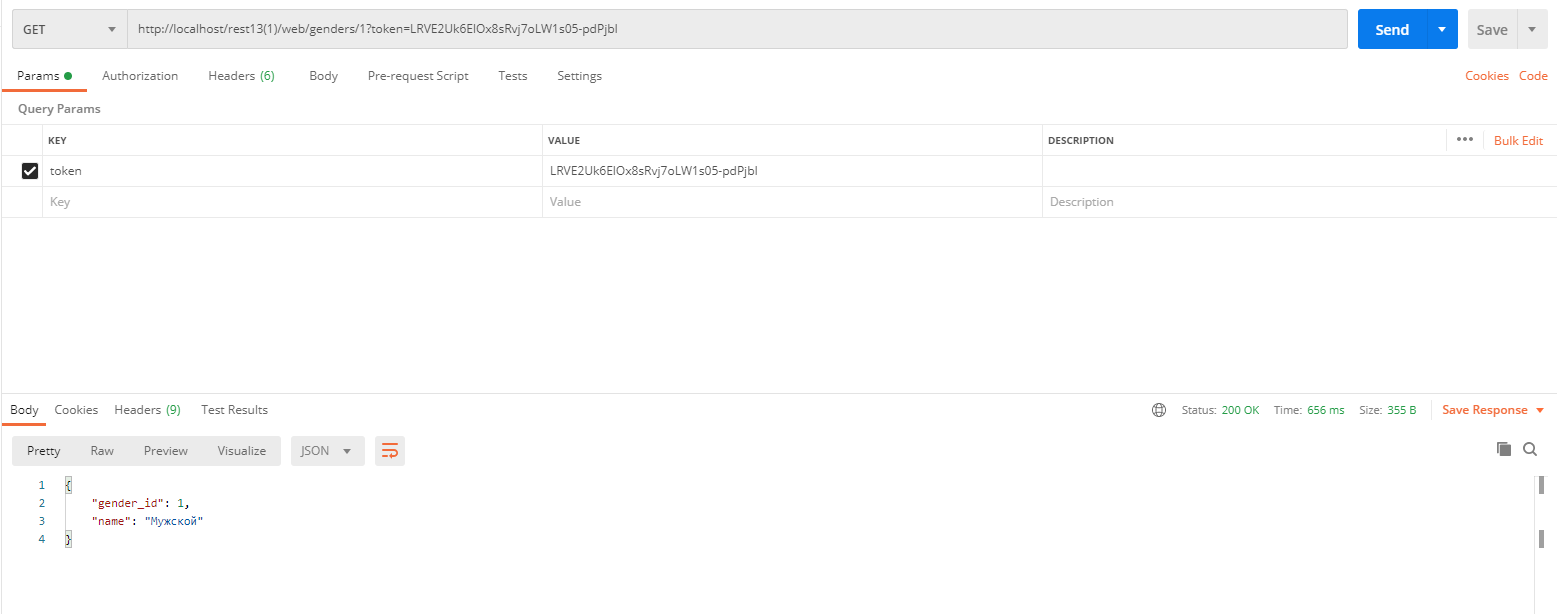 GET http://localhost/rest13(1)/web/genders/1?token=LRVE2Uk6ElOx8sRvj7oLW1s05-pdPjbl Send Save
Params Authorization Headers (6) Body Pre-request Script Tests Settings Cookies Code
Query Params
KEY VALUE DESCRIPTION ••• Bulk Edit
token LRVE2Uk6ElOx8sRvj7oLW1s05-pdPjbl
Key Value Description
Body Cookies Headers (9) Test Results Status: 200 OK Time: 656 ms Size: 355 B Save Response
Pretty Raw Preview Visualize JSON
1 {
2 "gender_id": 1,
3 "name": "Мужской"
4 }